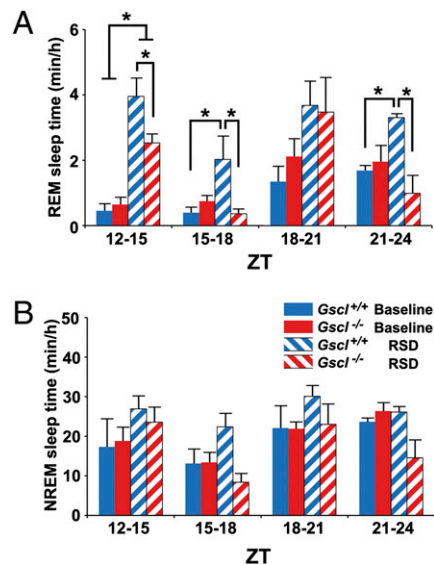 A
REM sleep time (min/h)
6
4
2
0
* * * * * *
12-15 15-18 18-21 21-24
ZT
B
NREM sleep time (min/h)
50
40
30
20
10
0
Gscl +/+ Baseline
Gscl -/- Baseline
Gscl +/+ RSD
Gscl -/- RSD
12-15 15-18 18-21 21-24
ZT